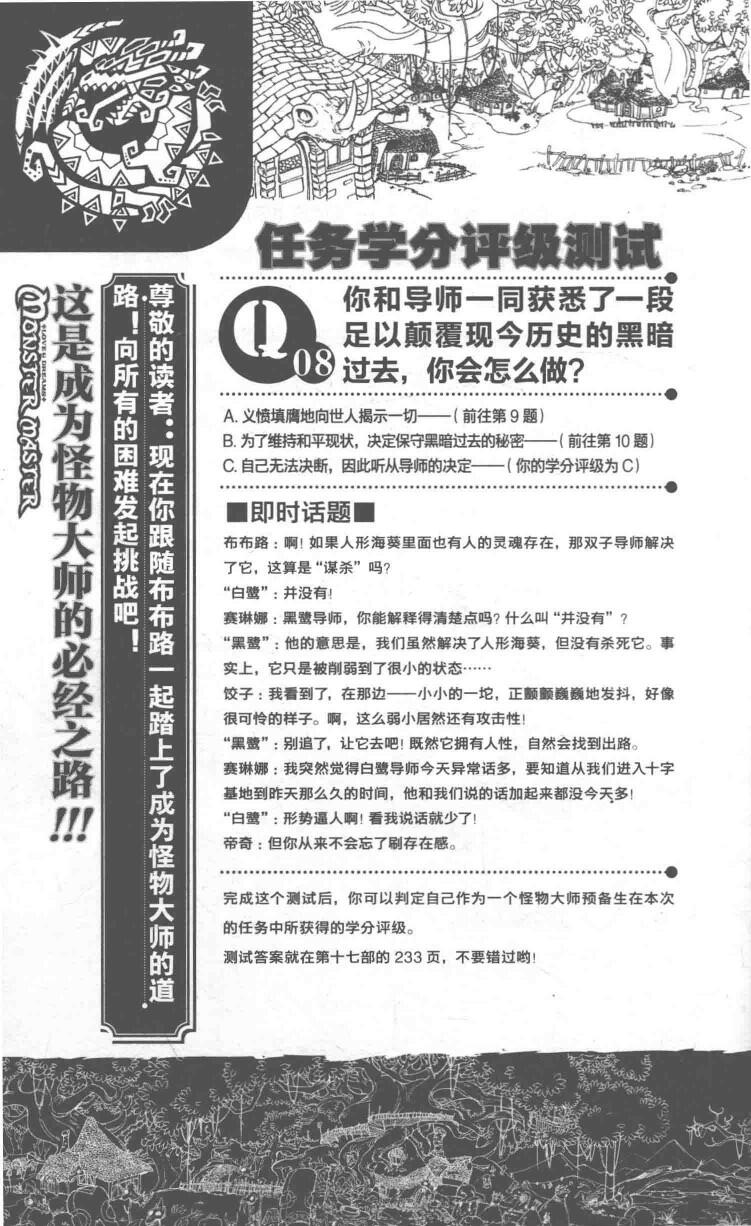 任务学分评级测试
Q08
你和导师一同获悉了一段
足以颠覆现今历史的黑暗
过去，你会怎么做？
A. 义愤填膺地向世人揭示一切——（前往第 9 题）
B. 为了维持和平现状，决定保守黑暗过去的秘密——（前往第 10 题）
C. 自己无法决断，因此听从导师的决定——（你的学分评级为 C）
■即时话题■
布布路：啊！如果人形海葵里面也有人的灵魂存在，那双子导师解决
了它，这算是“谋杀”吗？
“白鹭”：并没有！
赛琳娜：黑鹭导师，你能解释得清楚点吗？什么叫“并没有”？
“黑鹭”：他的意思是，我们虽然解决了人形海葵，但没有杀死它。事
实上，它只是被削弱到了很小的状态……
饺子：我看到了，在那边——小小的一坨，正颤颤巍巍地发抖，好像
很可怜的样子。啊，这么弱小居然还有攻击性！
“黑鹭”：别追了，让它去吧！既然它拥有人性，自然会找到出路。
赛琳娜：我突然觉得白鹭导师今天异常话多，要知道从我们进入十字
基地到昨天那么久的时间，他和我们说的话加起来都没今天多！
“白鹭”：形势逼人啊！看我说话就少了！
帝奇：但你从来不会忘了刷存在感。
完成这个测试后，你可以判定自己作为一个怪物大师预备生在本次
的任务中所获得的学分评级。
测试答案就在第十七部的 233 页，不要错过哟！
尊敬的读者：现在你跟随布布路一起踏上了成为怪物大师的道
路！向所有的困难发起挑战吧！
这是成为怪物大师的必经之路!!!
+LOVE & DREAMS+
MONSTER MASTER